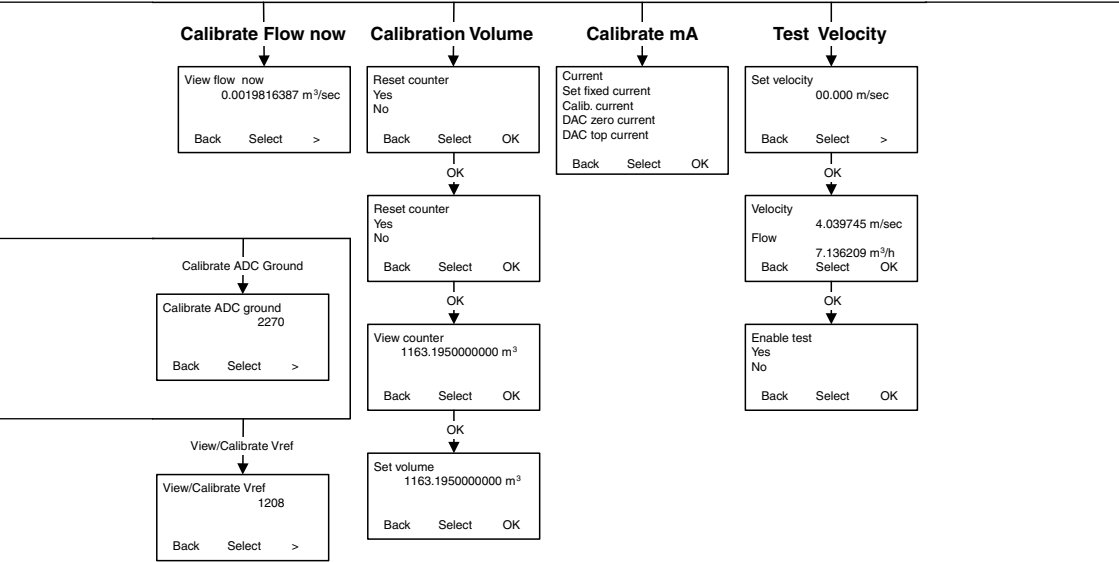 Calibrate Flow now
View flow now
0.0019816387 m³/sec
Back Select >
Calibrate ADC Ground
Calibrate ADC ground
2270
Back Select >
View/Calibrate Vref
View/Calibrate Vref
1208
Back Select >
Calibration Volume
Reset counter
Yes
No
Back Select OK
OK
Reset counter
Yes
No
Back Select OK
OK
View counter
1163.1950000000 m³
Back Select OK
OK
Set volume
1163.1950000000 m³
Back Select OK
Calibrate mA
Current
Set fixed current
Calib. current
DAC zero current
DAC top current
Back Select OK
Test Velocity
Set velocity
00.000 m/sec
Back Select >
OK
Velocity
4.039745 m/sec
Flow
7.136209 m³/h
Back Select OK
OK
Enable test
Yes
No
Back Select OK